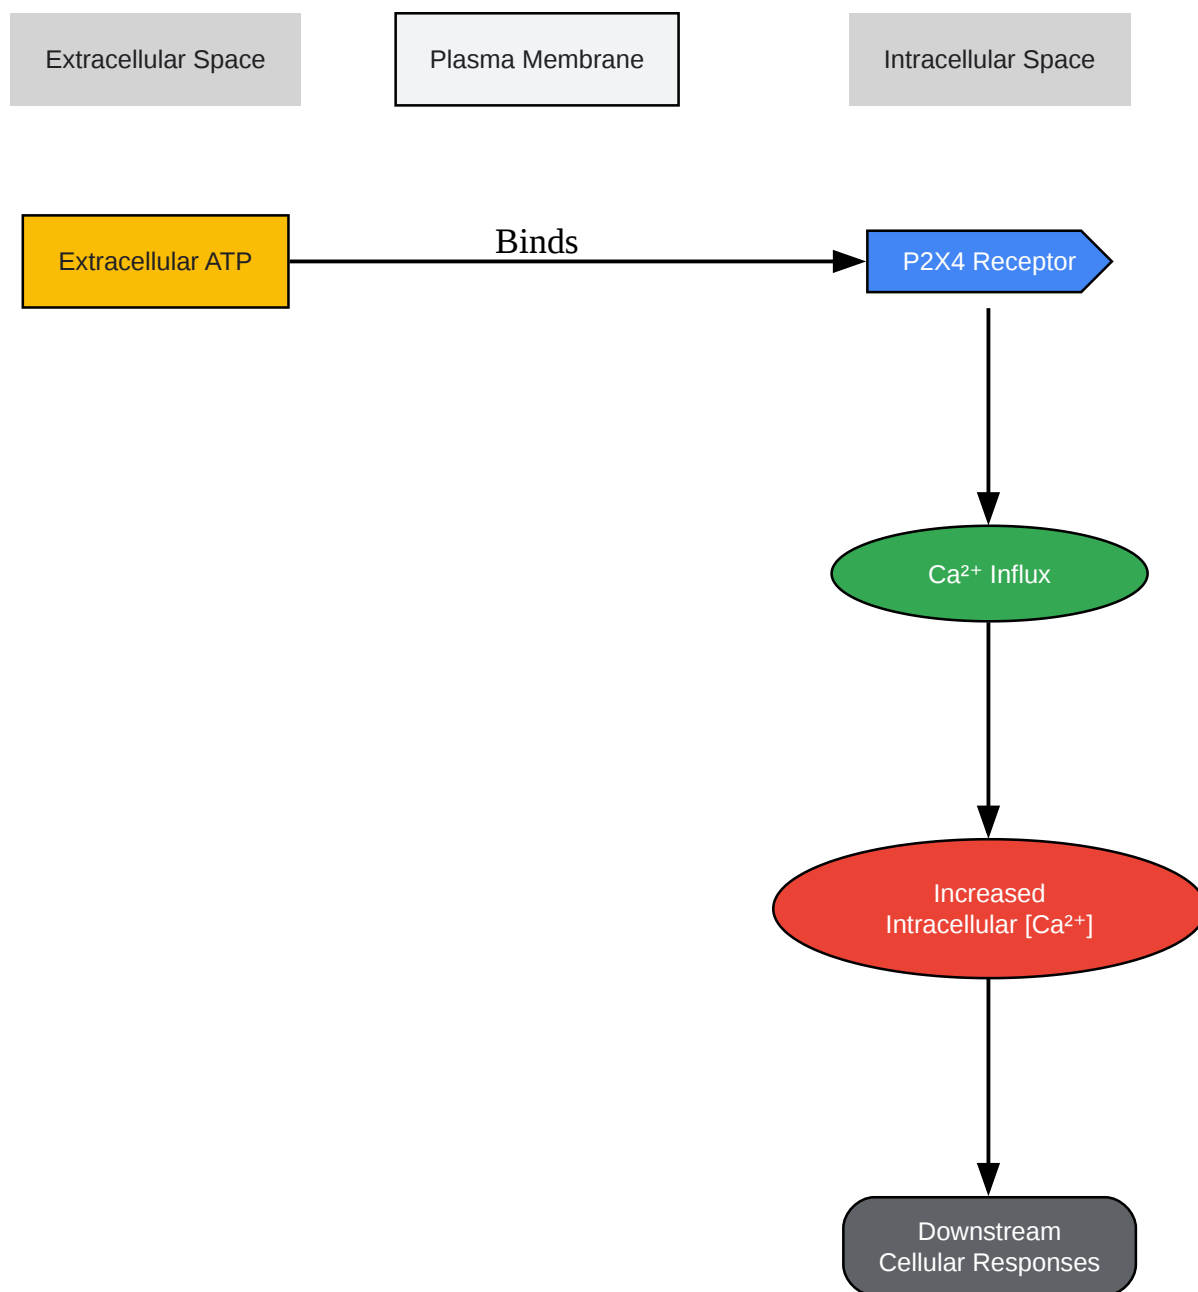 Extracellular Space
Plasma Membrane
Intracellular Space
Extracellular ATP
Binds
P2X4 Receptor
Ca²⁺ Influx
Increased
Intracellular [Ca²⁺]
Downstream
Cellular Responses